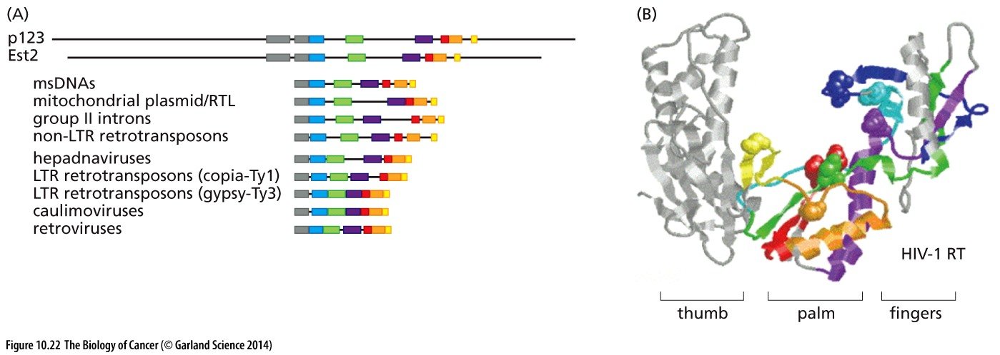 (A)
p123
Est2
msDNAs
mitochondrial plasmid/RTL
group II introns
non-LTR retrotransposons
hepadnaviruses
LTR retrotransposons (copia-Ty1)
LTR retrotransposons (gypsy-Ty3)
caulimoviruses
retroviruses
(B)
HIV-1 RT
thumb palm fingers
Figure 10.22 The Biology of Cancer (© Garland Science 2014)